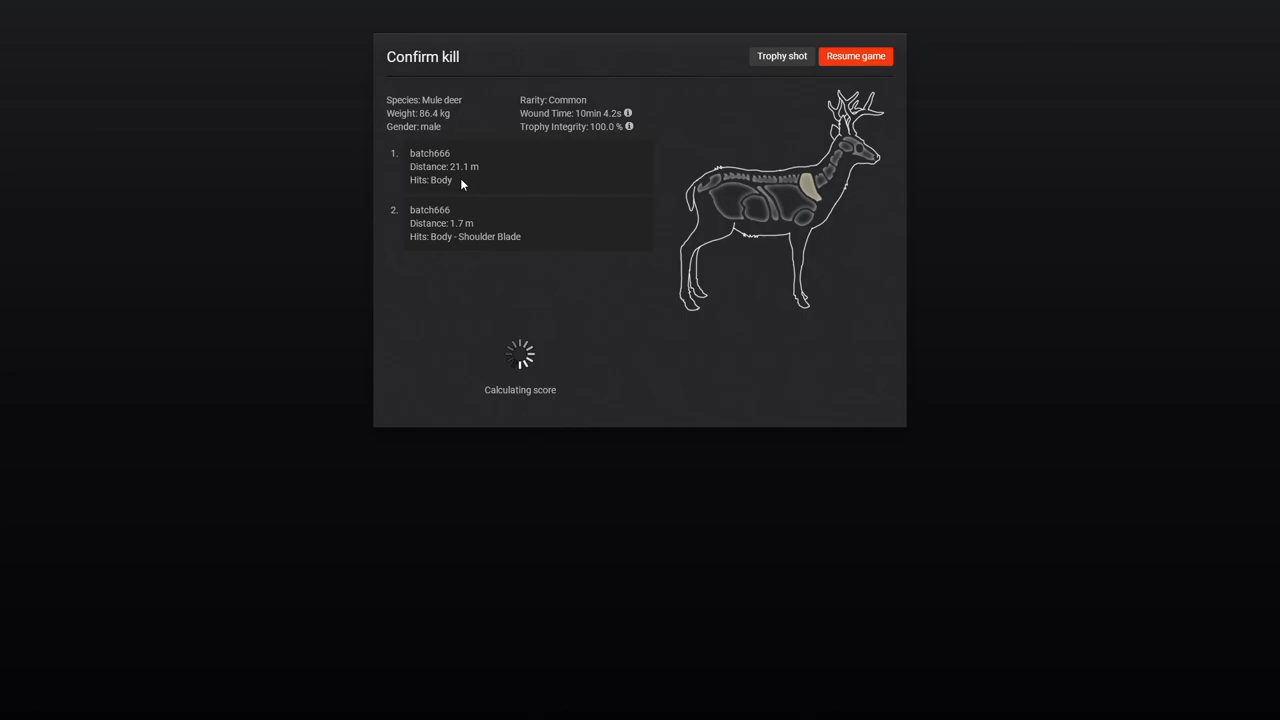 Confirm kill
Trophy shot
Resume game
Species: Mule deer
Weight: 86.4 kg
Gender: male
Rarity: Common
Wound Time: 10min 4.2s
Trophy Integrity: 100.0 %
1. batch666
Distance: 21.1 m
Hits: Body
2. batch666
Distance: 1.7 m
Hits: Body - Shoulder Blade
Calculating score